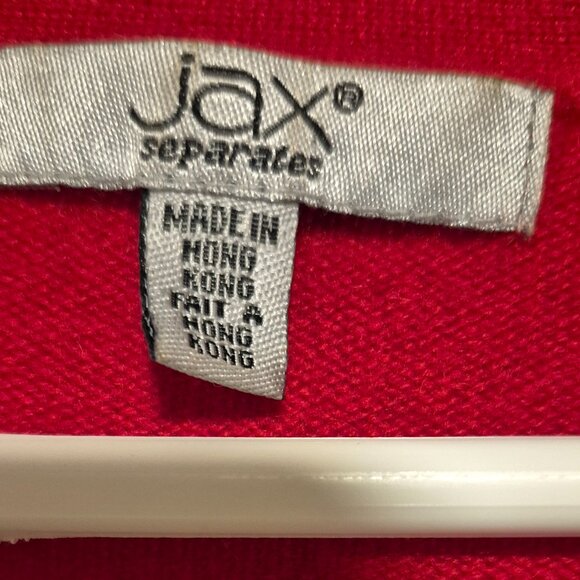 jax®
separates
MADE IN
HONG
KONG
FAIT A
HONG
KONG